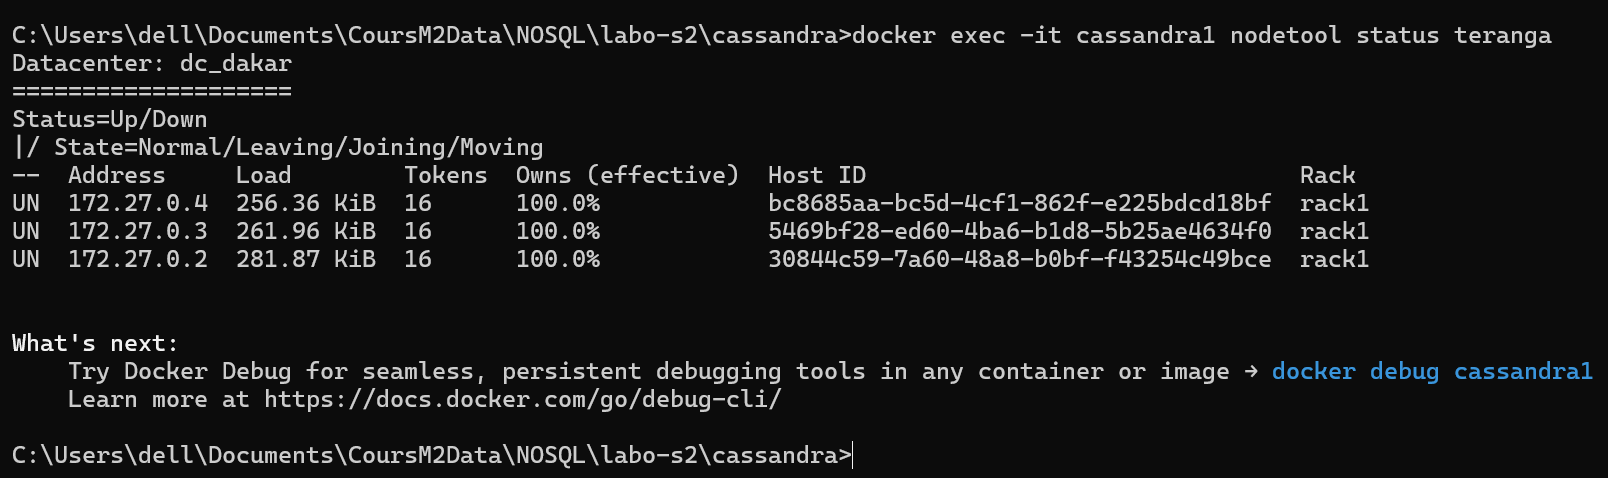 C:\Users\dell\Documents\CoursM2Data\NOSQL\labo-s2\cassandra>docker exec -it cassandra1 nodetool status teranga
Datacenter: dc_dakar
====================
Status=Up/Down
|/ State=Normal/Leaving/Joining/Moving
--  Address     Load        Tokens  Owns (effective)  Host ID                               Rack
UN  172.27.0.4  256.36 KiB  16      100.0%            bc8685aa-bc5d-4cf1-862f-e225bdcd18bf  rack1
UN  172.27.0.3  261.96 KiB  16      100.0%            5469bf28-ed60-4ba6-b1d8-5b25ae4634f0  rack1
UN  172.27.0.2  281.87 KiB  16      100.0%            30844c59-7a60-48a8-b0bf-f43254c49bce  rack1
What's next:
    Try Docker Debug for seamless, persistent debugging tools in any container or image → docker debug cassandra1
    Learn more at https://docs.docker.com/go/debug-cli/
C:\Users\dell\Documents\CoursM2Data\NOSQL\labo-s2\cassandra>